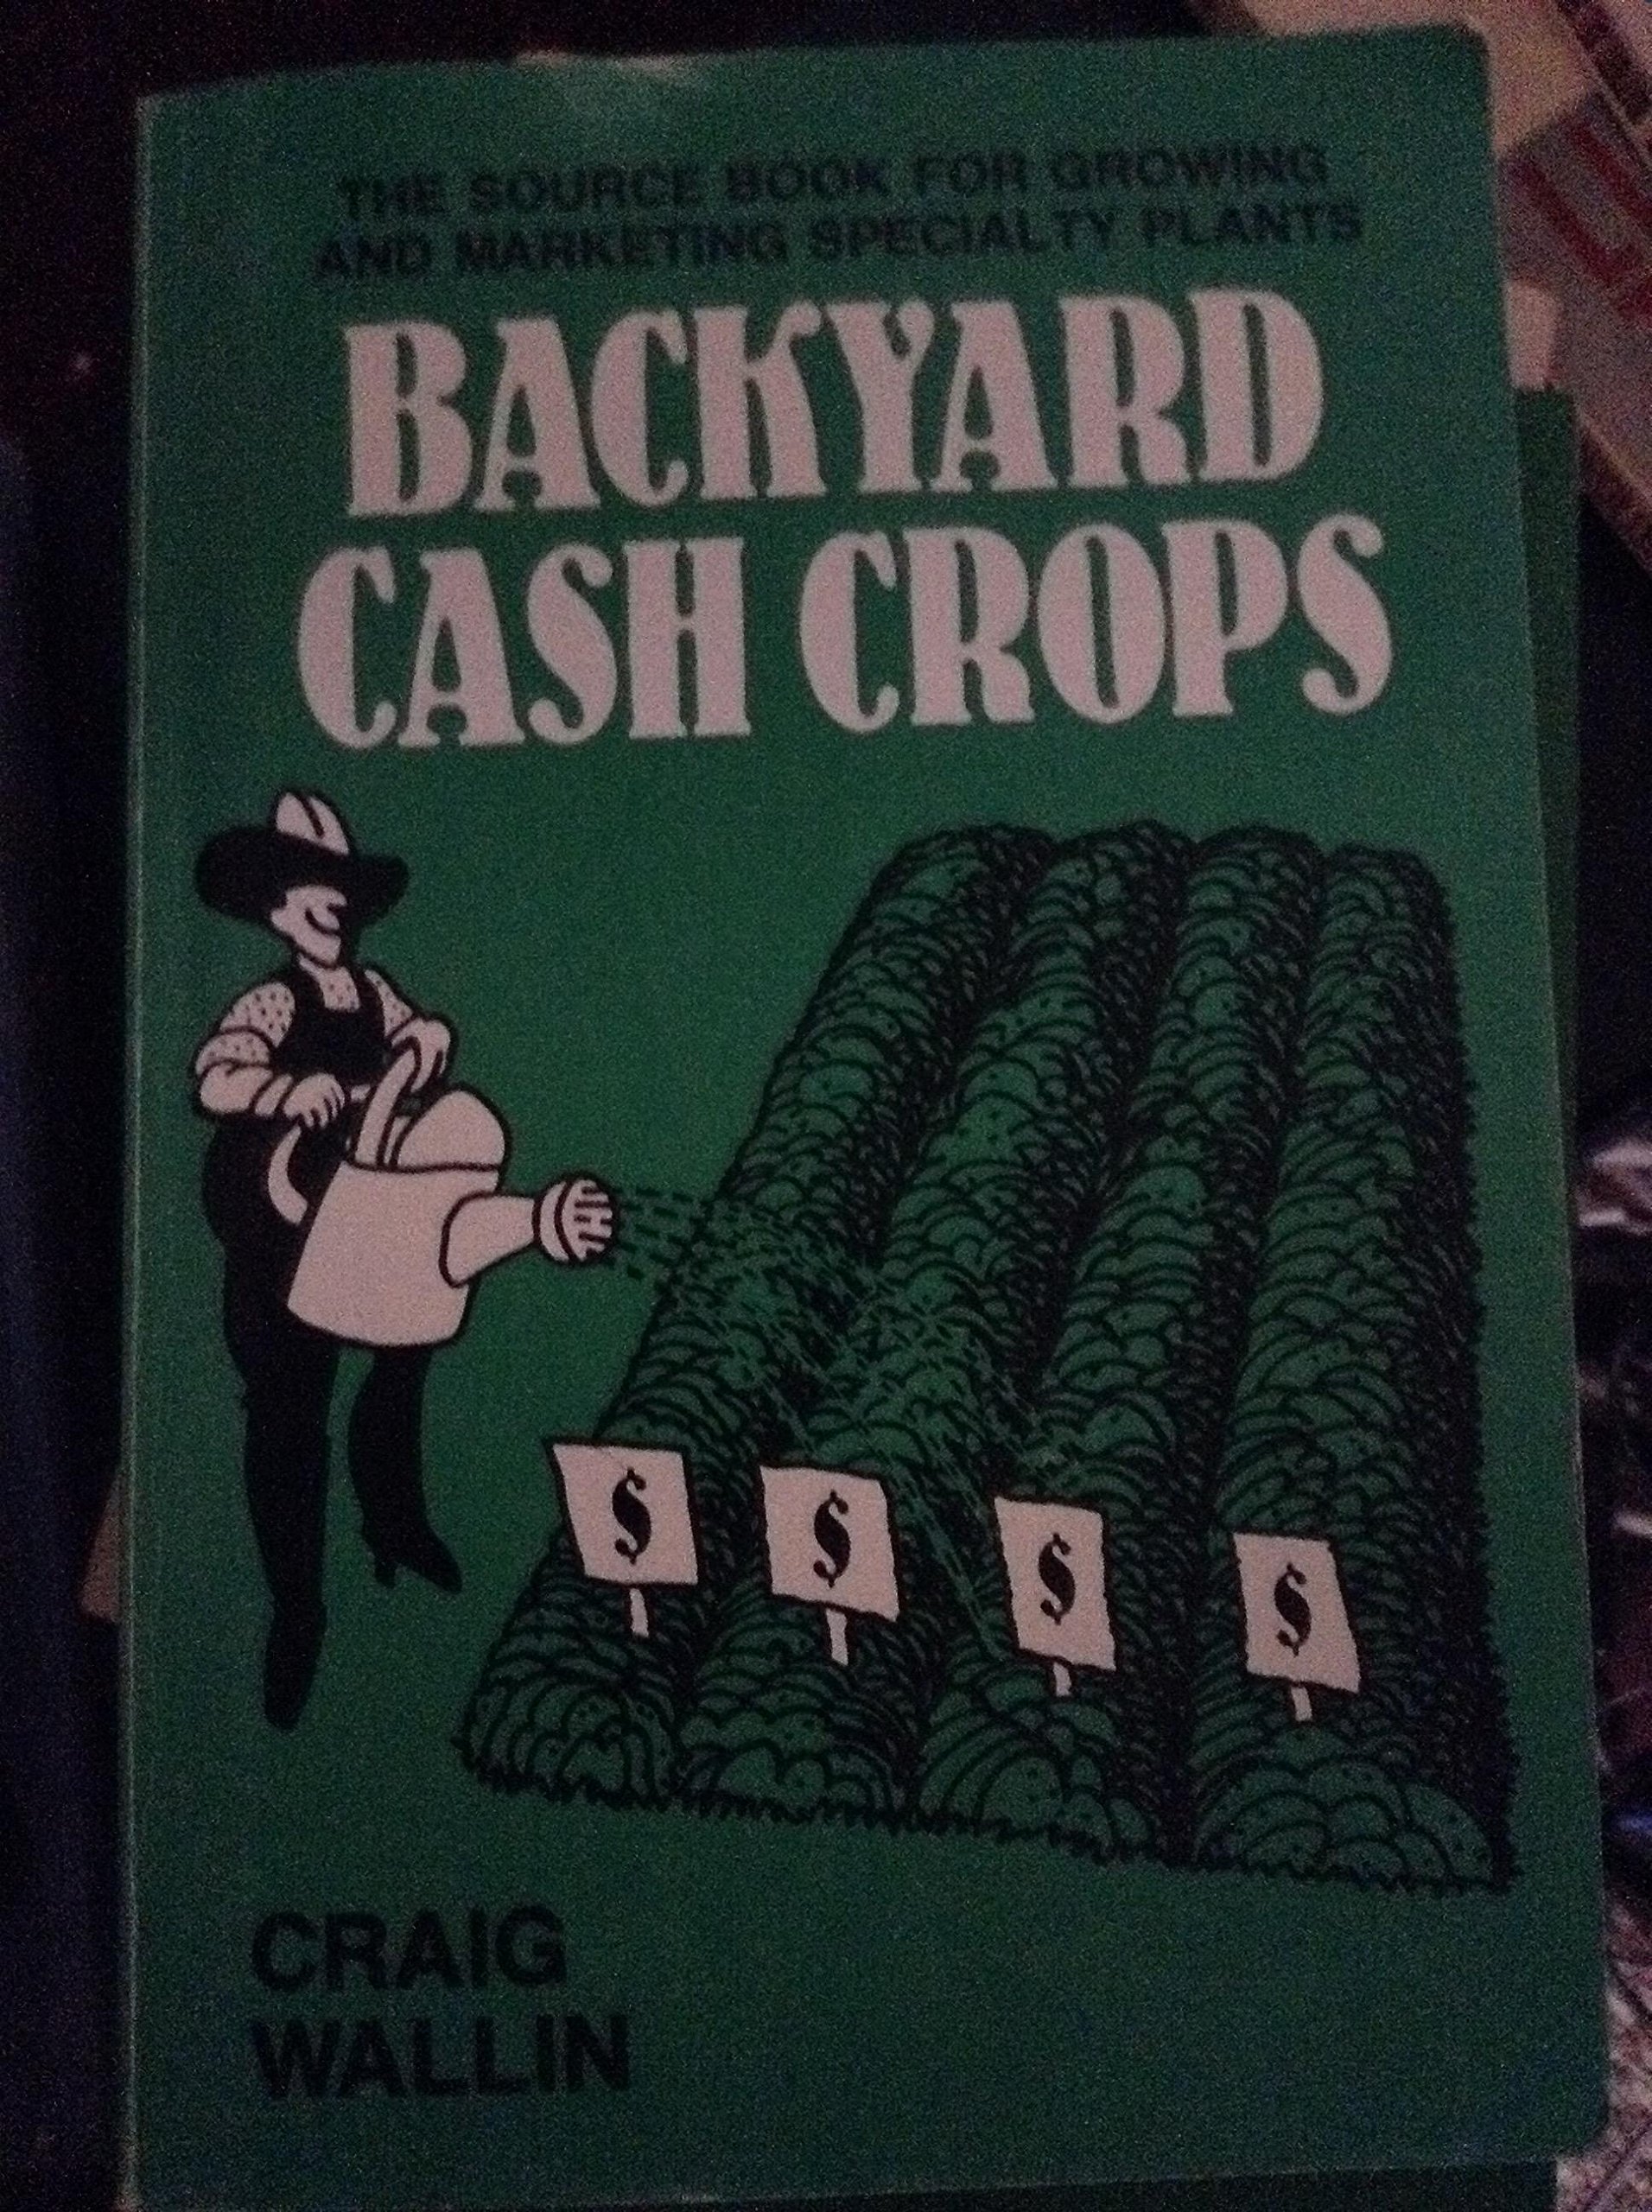 THE SOURCE BOOK FOR GROWING
AND MARKETING SPECIALTY PLANTS
BACKYARD
CASH CROPS
$ $ $ $
CRAIG
WALLIN